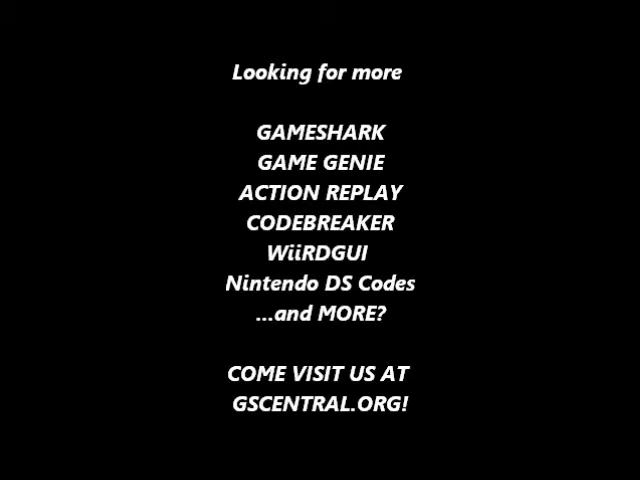 Looking for more
GAMESHARK
GAME GENIE
ACTION REPLAY
CODEBREAKER
WiiRDGUI
Nintendo DS Codes
...and MORE?
COME VISIT US AT
GSCENTRAL.ORG!